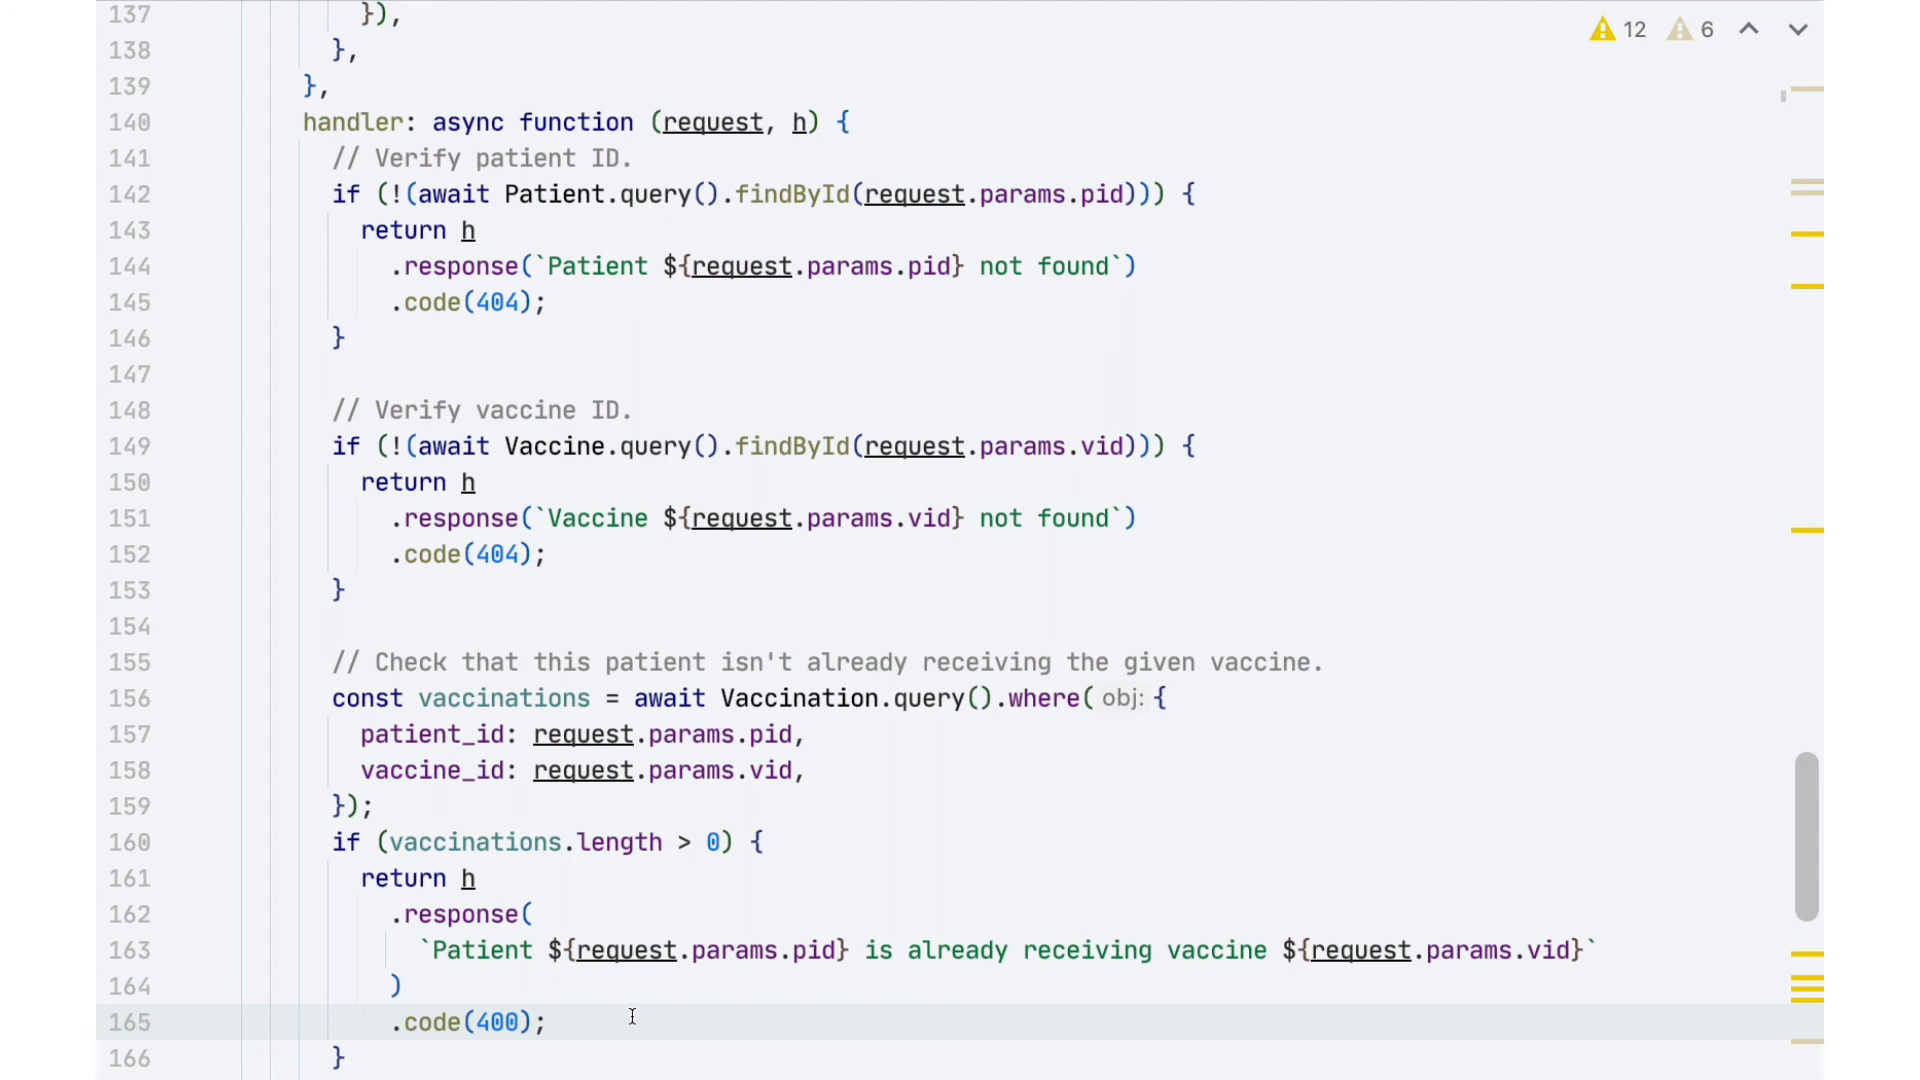 12 6
137 }),
138 },
139 },
140 handler: async function (request, h) {
141 // Verify patient ID.
142 if (!(await Patient.query().findById(request.params.pid))) {
143 return h
144 .response(`Patient ${request.params.pid} not found`)
145 .code(404);
146 }
147
148 // Verify vaccine ID.
149 if (!(await Vaccine.query().findById(request.params.vid))) {
150 return h
151 .response(`Vaccine ${request.params.vid} not found`)
152 .code(404);
153 }
154
155 // Check that this patient isn't already receiving the given vaccine.
156 const vaccinations = await Vaccination.query().where( obj: {
157 patient_id: request.params.pid,
158 vaccine_id: request.params.vid,
159 });
160 if (vaccinations.length > 0) {
161 return h
162 .response(
163 `Patient ${request.params.pid} is already receiving vaccine ${request.params.vid}`
164 )
165 .code(400);
166 }